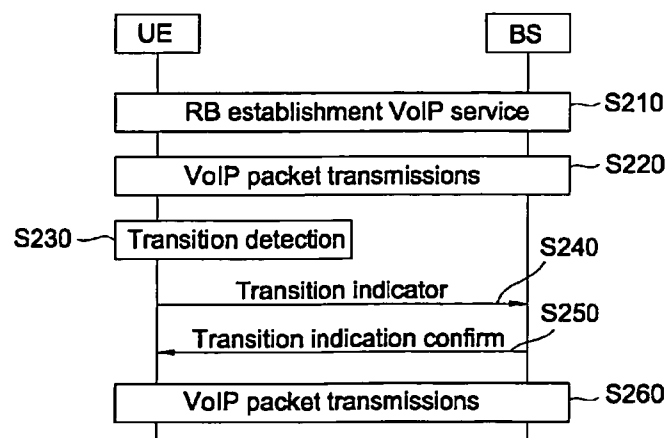 UE
BS
RB establishment VoIP service
S210
VoIP packet transmissions
S220
S230
Transition detection
S240
Transition indicator
S250
Transition indication confirm
VoIP packet transmissions
S260